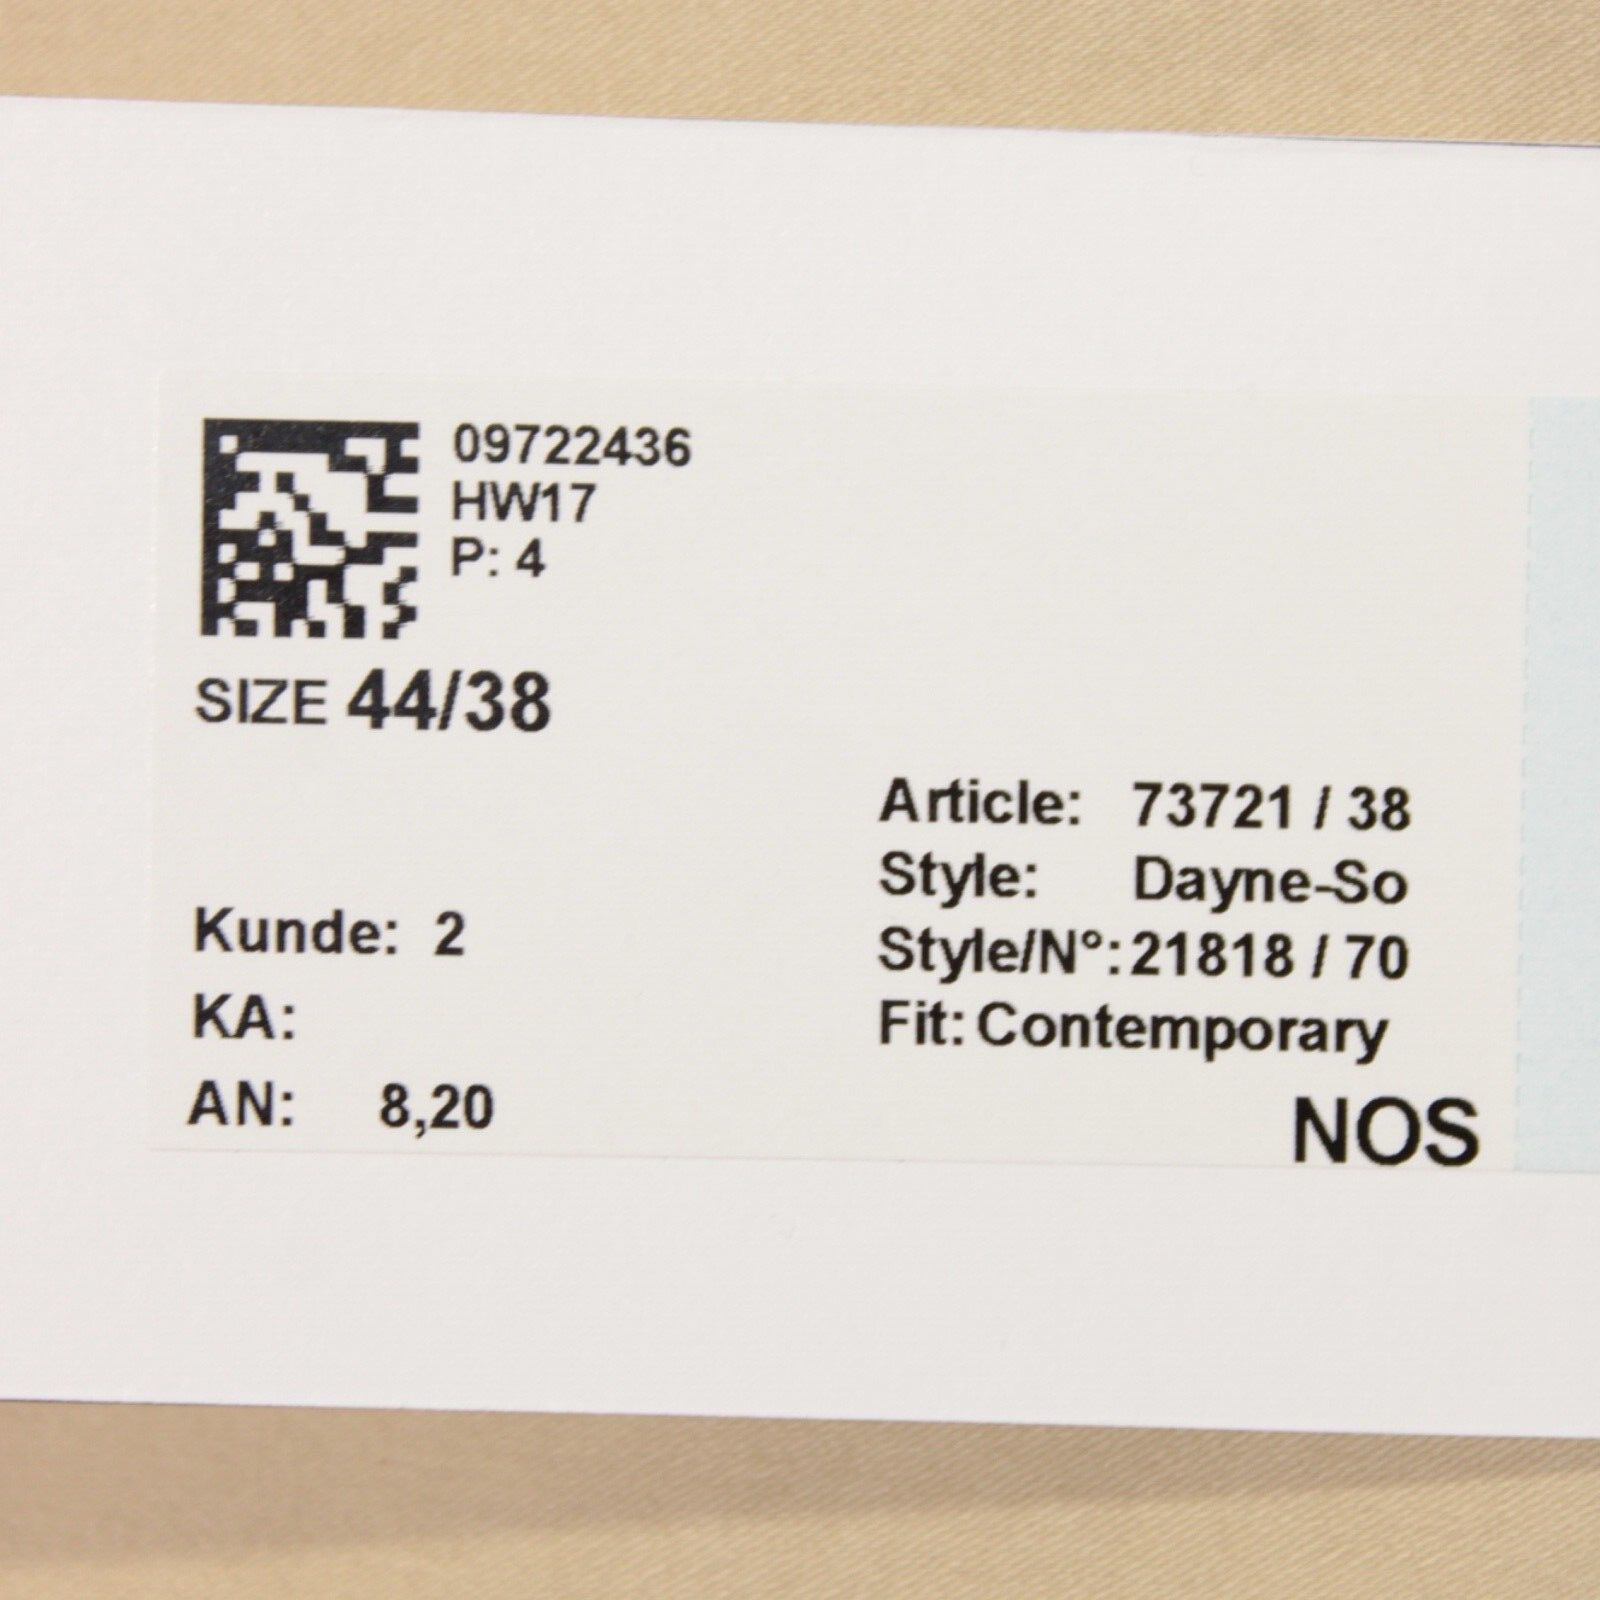 09722436
HW17
P: 4
SIZE 44/38
Article: 73721 / 38
Style: Dayne-So
Kunde: 2
Style/N°: 21818 / 70
KA:
Fit: Contemporary
AN: 8,20
NOS